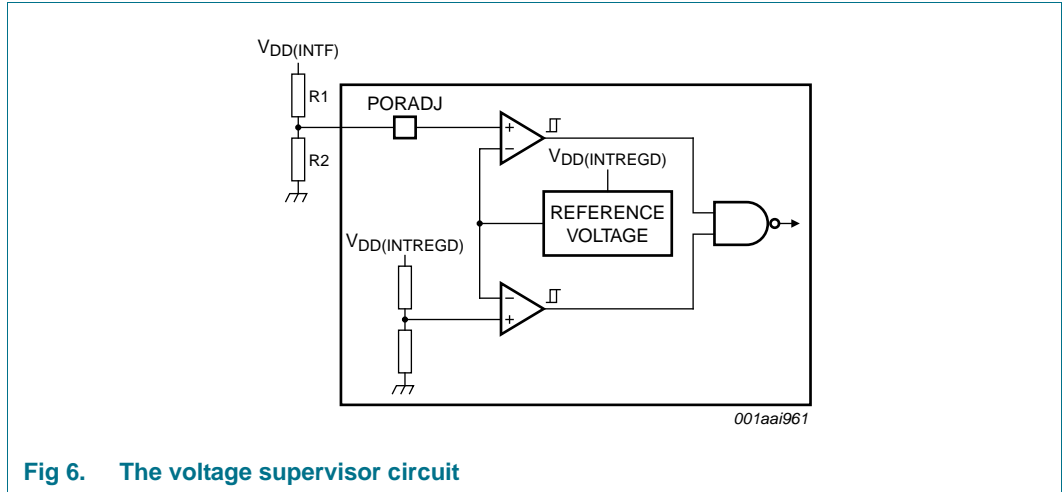 VDD(INTF)
R1
PORADJ
R2
+
−
VDD(INTREGD)
REFERENCE
VOLTAGE
VDD(INTREGD)
−
+
001aai961
Fig 6. The voltage supervisor circuit